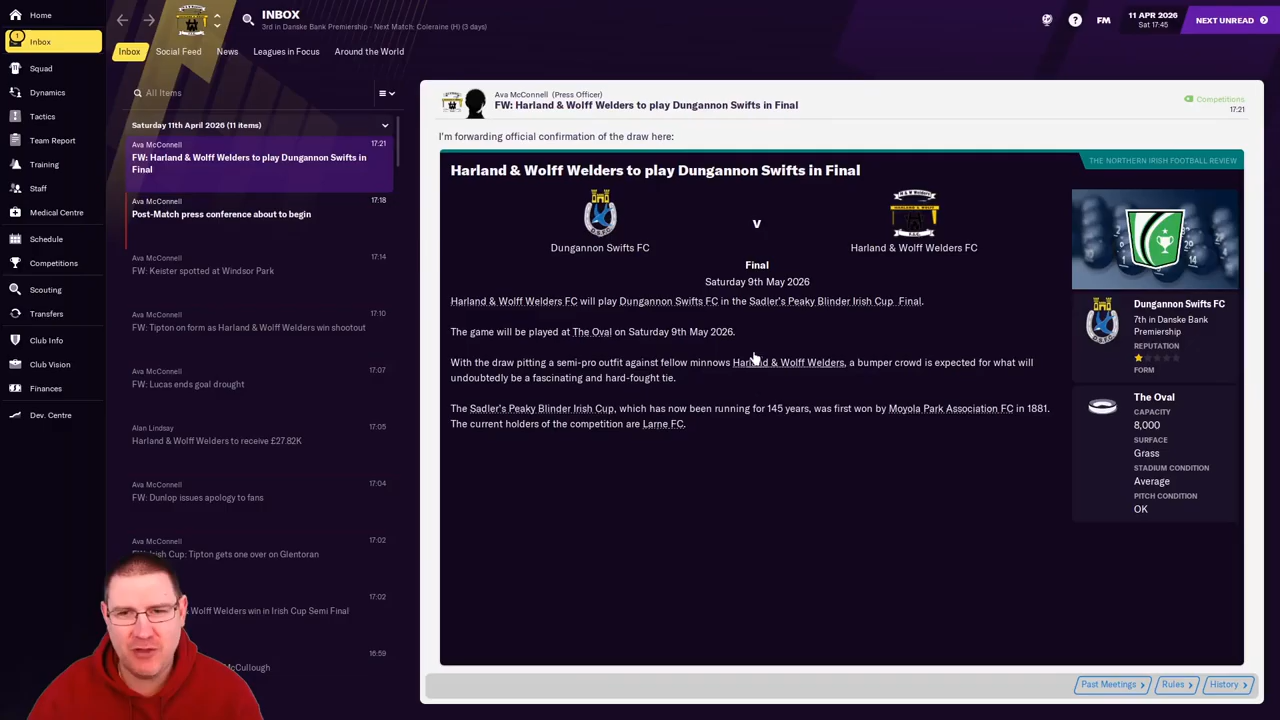 INBOX
3rd in Danske Bank Premiership - Next Match: Coleraine (H) (3 days)
FM
11 APR 2026
Sat 17:45
NEXT UNREAD
Home
1
Inbox
Squad
Dynamics
Tactics
Team Report
Training
Staff
Medical Centre
Schedule
Competitions
Scouting
Transfers
Club Info
Club Vision
Finances
Dev. Centre
Inbox
Social Feed
News
Leagues in Focus
Around the World
All Items
Saturday 11th April 2026 (11 items)
Ava McConnell 17:21
FW: Harland & Wolff Welders to play Dungannon Swifts in
Final
Ava McConnell 17:18
Post-Match press conference about to begin
Ava McConnell 17:14
FW: Keister spotted at Windsor Park
Ava McConnell 17:10
FW: Tipton on form as Harland & Wolff Welders win shootout
Ava McConnell 17:07
FW: Lucas ends goal drought
Alan Lindsay 17:05
Harland & Wolff Welders to receive £27.82K
Ava McConnell 17:04
FW: Dunlop issues apology to fans
Ava McConnell 17:02
Irish Cup: Tipton gets one over on Glentoran
17:02
Wolff Welders win in Irish Cup Semi Final
16:59
McCullough
Ava McConnell (Press Officer)
FW: Harland & Wolff Welders to play Dungannon Swifts in Final
Competitions
17:21
I'm forwarding official confirmation of the draw here:
THE NORTHERN IRISH FOOTBALL REVIEW
Harland & Wolff Welders to play Dungannon Swifts in Final
v
Dungannon Swifts FC
Harland & Wolff Welders FC
Final
Saturday 9th May 2026
Harland & Wolff Welders FC will play Dungannon Swifts FC in the Sadler's Peaky Blinder Irish Cup Final.
The game will be played at The Oval on Saturday 9th May 2026.
With the draw pitting a semi-pro outfit against fellow minnows Harland & Wolff Welders, a bumper crowd is expected for what will
undoubtedly be a fascinating and hard-fought tie.
The Sadler's Peaky Blinder Irish Cup, which has now been running for 145 years, was first won by Moyola Park Association FC in 1881.
The current holders of the competition are Larne FC.
Dungannon Swifts FC
7th in Danske Bank
Premiership
REPUTATION
FORM
The Oval
CAPACITY
8,000
SURFACE
Grass
STADIUM CONDITION
Average
PITCH CONDITION
OK
Past Meetings
Rules
History